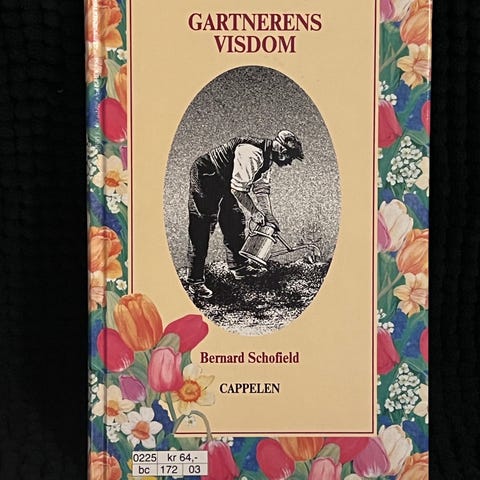 GARTNERENS
VISDOM
Bernard Schofield
CAPPELEN
0225 kr 64,-
bc 172 03